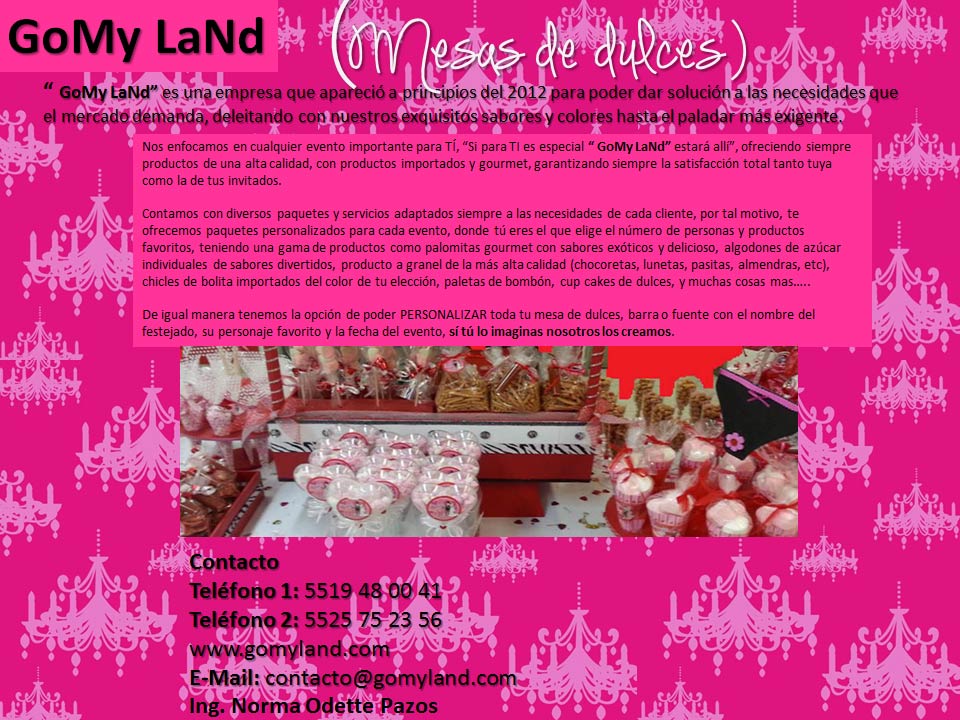 GoMy LaNd
(Mesas de dulces)
“ GoMy LaNd” es una empresa que apareció a principios del 2012 para poder dar solución a las necesidades que
el mercado demanda, deleitando con nuestros exquisitos sabores y colores hasta el paladar más exigente.
Nos enfocamos en cualquier evento importante para TÍ, “Si para TI es especial “ GoMy LaNd” estará allí”, ofreciendo siempre
productos de una alta calidad, con productos importados y gourmet, garantizando siempre la satisfacción total tanto tuya
como la de tus invitados.
Contamos con diversos paquetes y servicios adaptados siempre a las necesidades de cada cliente, por tal motivo, te
ofrecemos paquetes personalizados para cada evento, donde tú eres el que elige el número de personas y productos
favoritos, teniendo una gama de productos como palomitas gourmet con sabores exóticos y delicioso, algodones de azúcar
individuales de sabores divertidos, producto a granel de la más alta calidad (chocoretas, lunetas, pasitas, almendras, etc),
chicles de bolita importados del color de tu elección, paletas de bombón, cup cakes de dulces, y muchas cosas mas…..
De igual manera tenemos la opción de poder PERSONALIZAR toda tu mesa de dulces, barra o fuente con el nombre del
festejado, su personaje favorito y la fecha del evento, sí tú lo imaginas nosotros los creamos.
Contacto
Teléfono 1: 5519 48 00 41
Teléfono 2: 5525 75 23 56
www.gomyland.com
E-Mail: contacto@gomyland.com
Ing. Norma Odette Pazos